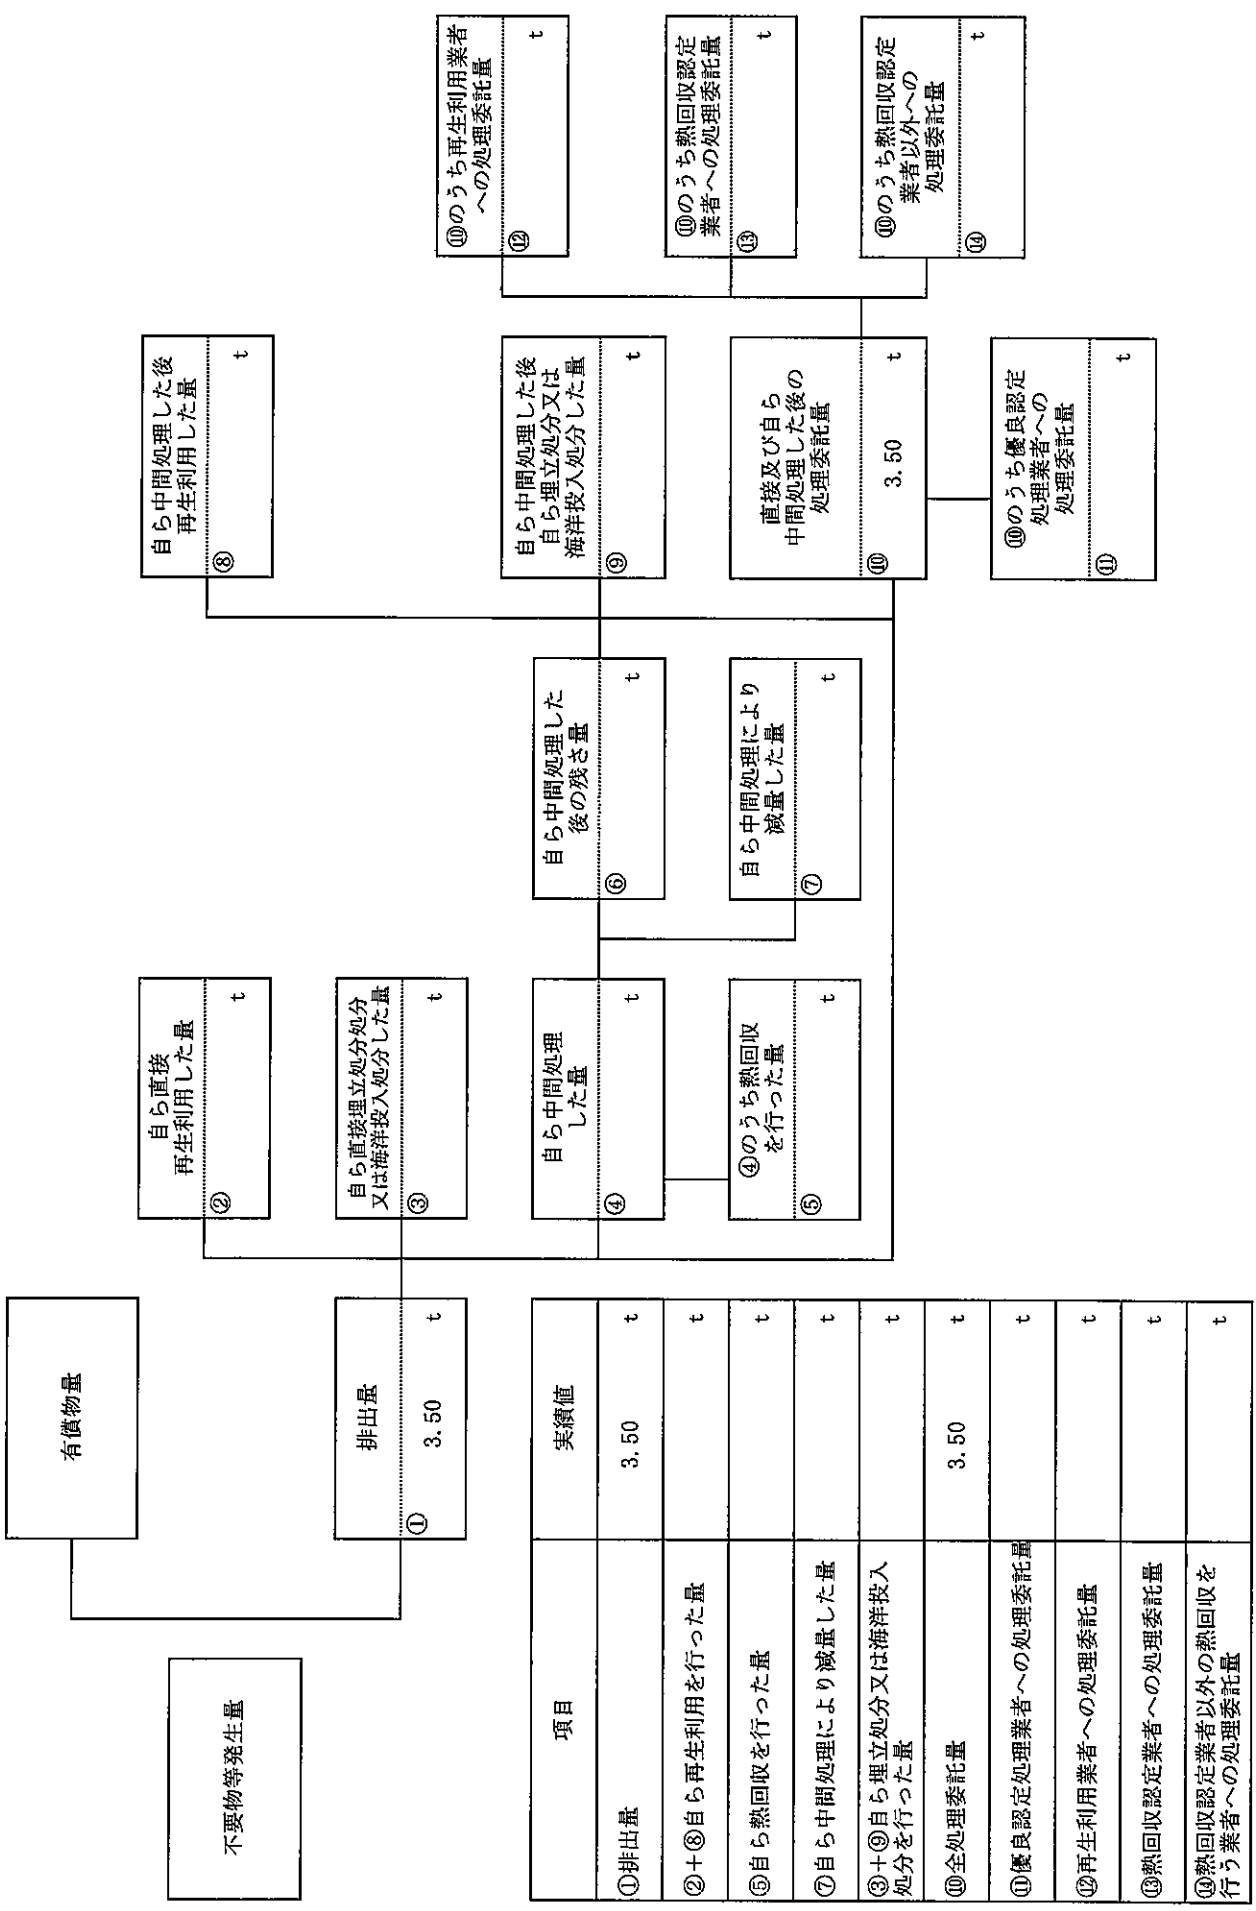 不要物等発生量
有償物量
排出量
① 3.50 t
自ら直接
再生利用した量
② t
自ら直接埋立処分処分
又は海洋投入処分した量
③ t
自ら中間処理
した量
④ t
④のうち熱回収
を行った量
⑤ t
自ら中間処理した
後の残さ量
⑥ t
自ら中間処理により
減量した量
⑦ t
自ら中間処理した後
再生利用した量
⑧ t
自ら中間処理した後
自ら埋立処分又は
海洋投入処分した量
⑨ t
直接及び自ら
中間処理した後の
処理委託量
⑩ 3.50 t
⑩のうち優良認定
処理業者への
処理委託量
⑪ t
⑩のうち再生利用業者
への処理委託量
⑫ t
⑩のうち熱回収認定
業者への処理委託量
⑬ t
⑩のうち熱回収認定
業者以外への
処理委託量
⑭ t
項目 実績値
①排出量 3.50 t
②+⑧自ら再生利用を行った量 t
⑤自ら熱回収を行った量 t
⑦自ら中間処理により減量した量 t
③+⑨自ら埋立処分又は海洋投入
処分を行った量 t
⑩全処理委託量 3.50 t
⑪優良認定処理業者への処理委託量 t
⑫再生利用業者への処理委託量 t
⑬熱回収認定業者への処理委託量 t
⑭熱回収認定業者以外の熱回収を
行う業者への処理委託量 t